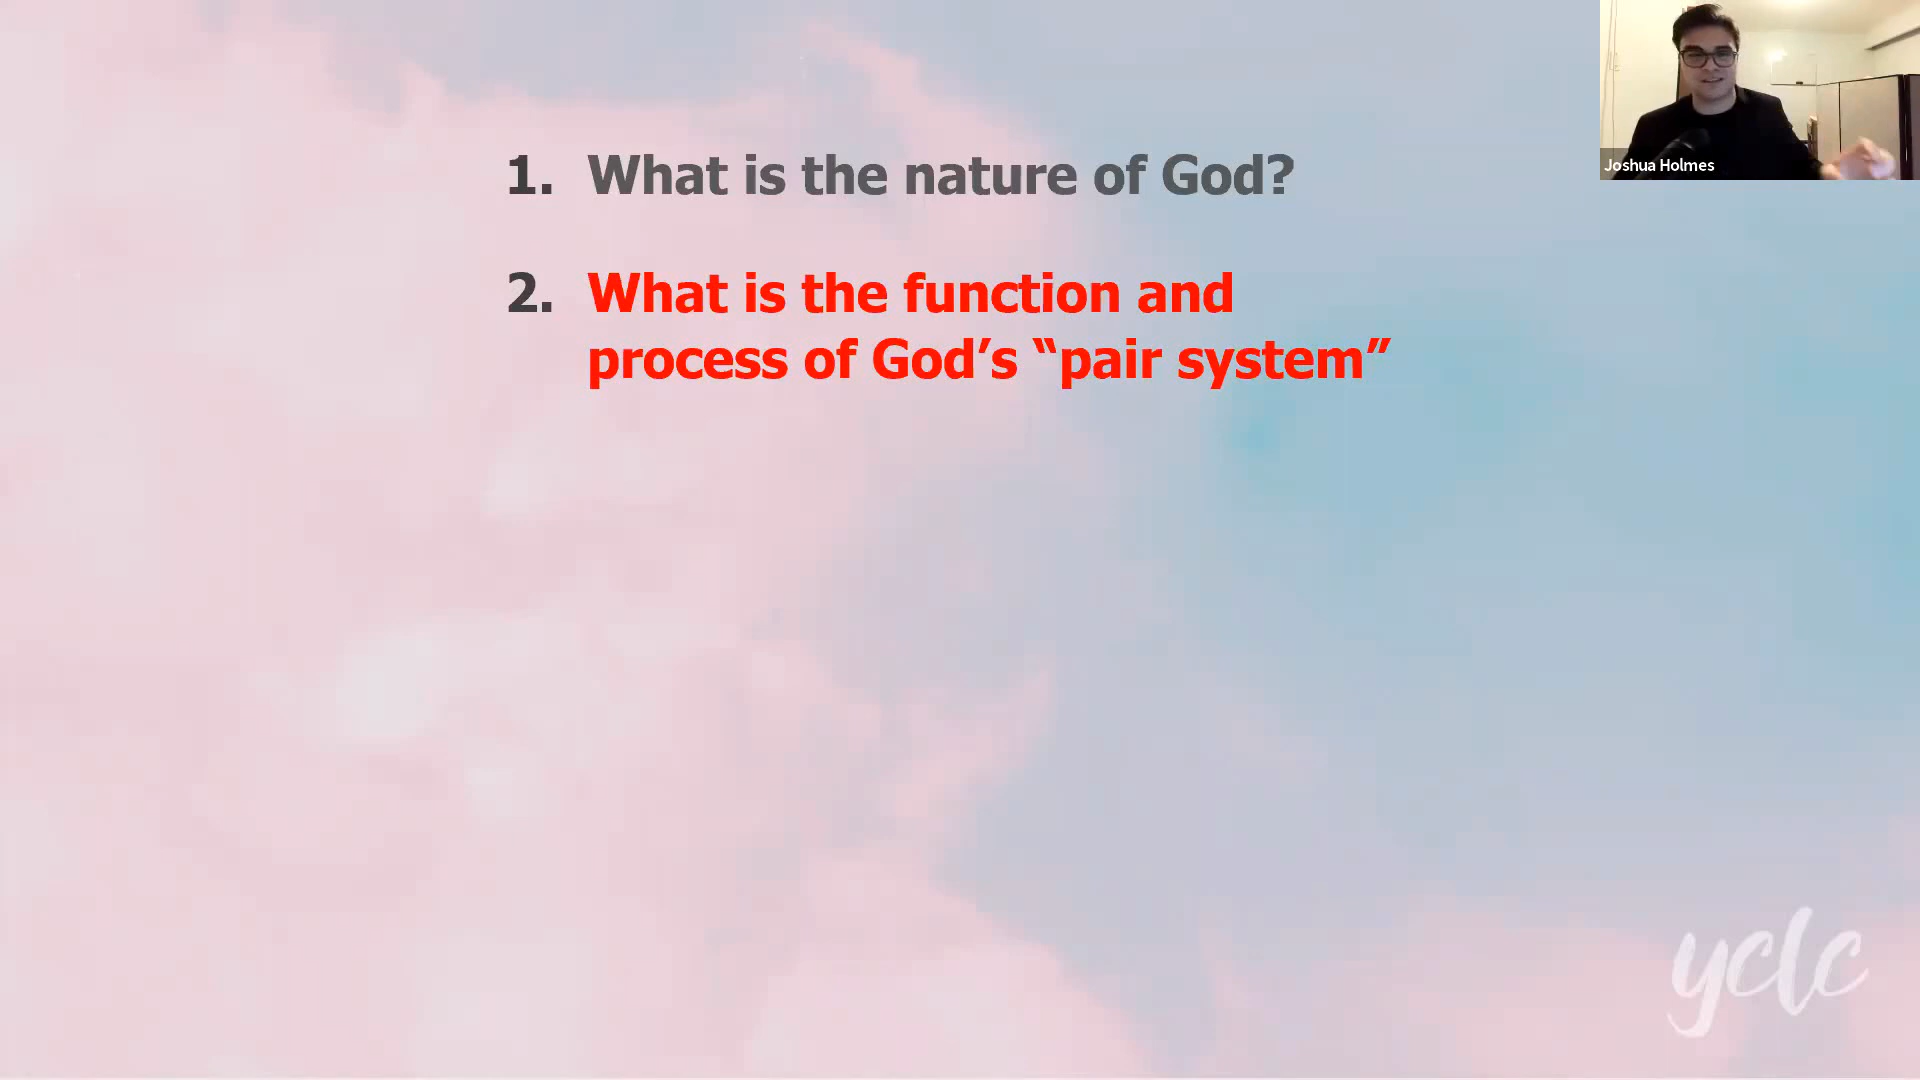 Joshua Holmes
1. What is the nature of God?
2. What is the function and
process of God’s “pair system”
yclc